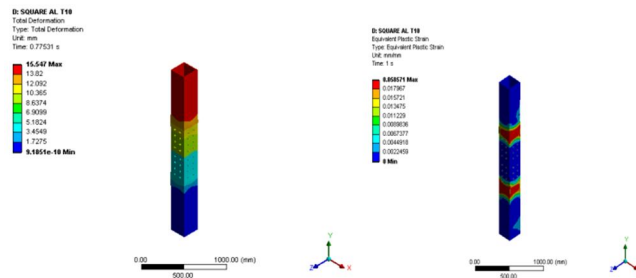 D: SQUARE AL T10
Total Deformation
Type: Total Deformation
Unit: mm
Time: 0.77531 s
15.547 Max
13.82
12.092
10.365
8.6374
6.9099
5.1824
3.4549
1.7275
9.1851e-10 Min
0.00
1000.00 (mm)
500.00
Y
Z
X
D: SQUARE AL T10
Equivalent Plastic Strain
Type: Equivalent Plastic Strain
Unit: mm/mm
Time: 1 s
0.058571 Max
0.017967
0.015721
0.013475
0.011229
0.0089836
0.0067377
0.0044918
0.0022459
0 Min
0.00
1000.00 (mm)
500.00
Y
Z
X